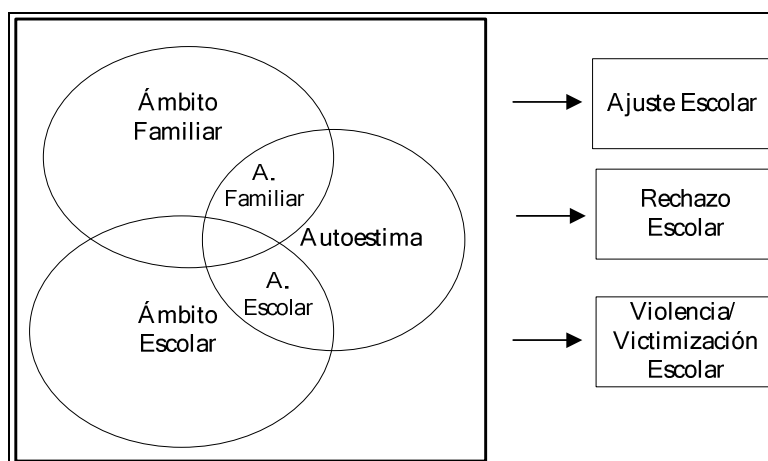 Ámbito
Familiar
A.
Familiar
Autoestima
A.
Escolar
Ámbito
Escolar
Ajuste Escolar
Rechazo
Escolar
Violencia/
Victimización
Escolar